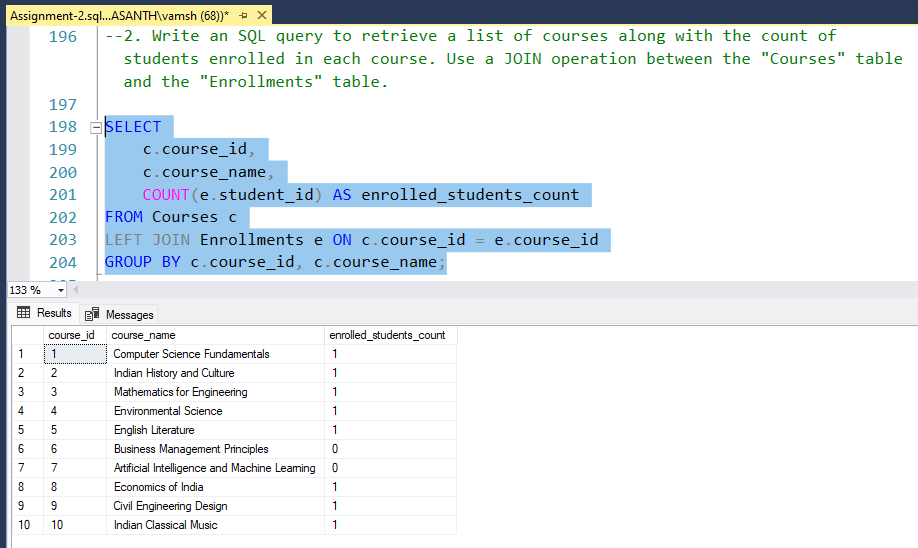 Assignment-2.sql...ASANTH\vamsh (68))*
196 --2. Write an SQL query to retrieve a list of courses along with the count of
students enrolled in each course. Use a JOIN operation between the "Courses" table
and the "Enrollments" table.
197
198 SELECT
199 c.course_id,
200 c.course_name,
201 COUNT(e.student_id) AS enrolled_students_count
202 FROM Courses c
203 LEFT JOIN Enrollments e ON c.course_id = e.course_id
204 GROUP BY c.course_id, c.course_name;
133 %
Results Messages
course_id course_name enrolled_students_count
1 1 Computer Science Fundamentals 1
2 2 Indian History and Culture 1
3 3 Mathematics for Engineering 1
4 4 Environmental Science 1
5 5 English Literature 1
6 6 Business Management Principles 0
7 7 Artificial Intelligence and Machine Learning 0
8 8 Economics of India 1
9 9 Civil Engineering Design 1
10 10 Indian Classical Music 1